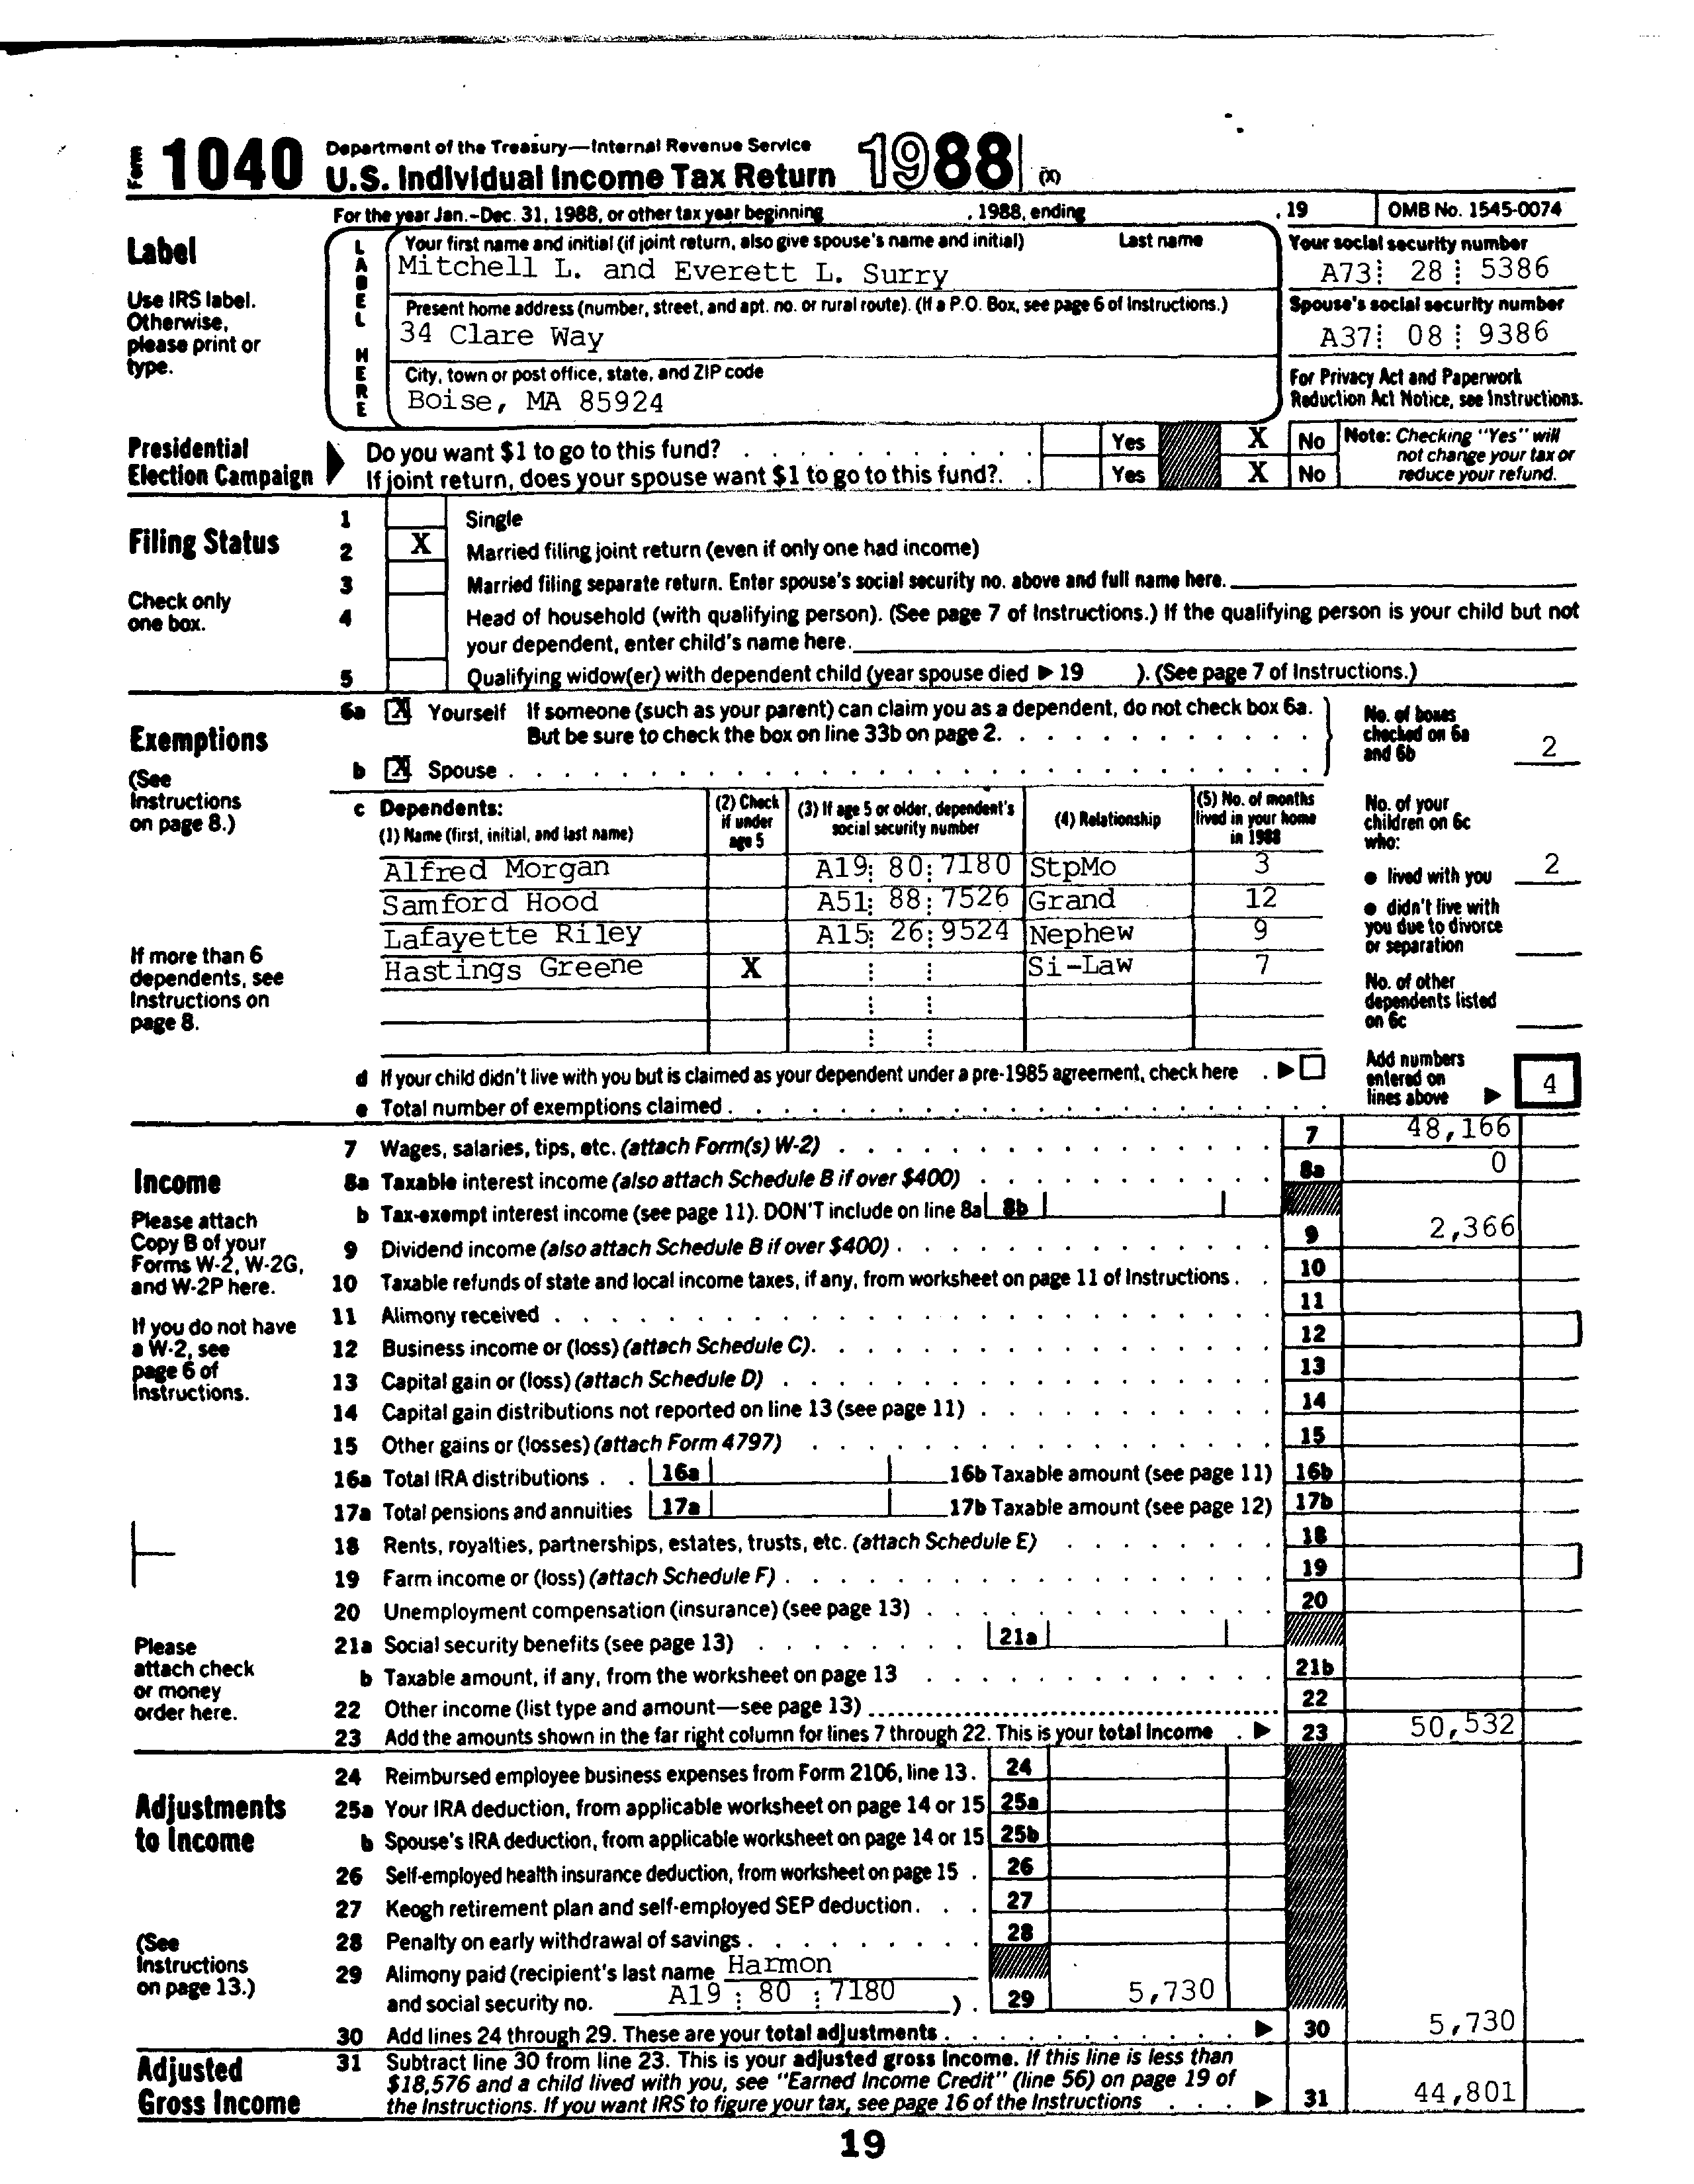 Form 1040 Department of the Treasury—Internal Revenue Service
U.S. Individual Income Tax Return 1988 (X)
For the year Jan.–Dec. 31, 1988, or other tax year beginning , 1988, ending , 19 OMB No. 1545-0074
Label
Use IRS label. Otherwise, please print or type.
LABEL HERE
Your first name and initial (if joint return, also give spouse's name and initial) Last name
Mitchell L. and Everett L. Surry
Your social security number
A73 28 5386
Present home address (number, street, and apt. no. or rural route). (If a P.O. Box, see page 6 of Instructions.)
34 Clare Way
Spouse's social security number
A37 08 9386
City, town or post office, state, and ZIP code
Boise, MA 85924
For Privacy Act and Paperwork Reduction Act Notice, see Instructions.
Presidential Election Campaign
Do you want $1 to go to this fund? Yes X No
If joint return, does your spouse want $1 to go to this fund?. Yes X No
Note: Checking "Yes" will not change your tax or reduce your refund.
Filing Status
Check only one box.
1 Single
2 X Married filing joint return (even if only one had income)
3 Married filing separate return. Enter spouse's social security no. above and full name here.
4 Head of household (with qualifying person). (See page 7 of Instructions.) If the qualifying person is your child but not
your dependent, enter child's name here.
5 Qualifying widow(er) with dependent child (year spouse died ▶ 19 ). (See page 7 of Instructions.)
Exemptions
(See Instructions on page 8.)
6a X Yourself If someone (such as your parent) can claim you as a dependent, do not check box 6a.
But be sure to check the box on line 33b on page 2.
b X Spouse
No. of boxes checked on 6a and 6b 2
c Dependents:
(1) Name (first, initial, and last name) (2) Check if under age 5 (3) If age 5 or older, dependent's social security number (4) Relationship (5) No. of months lived in your home in 1988
Alfred Morgan A19 80 7180 StpMo 3
Samford Hood A51 88 7526 Grand 12
Lafayette Riley A15 26 9524 Nephew 9
Hastings Greene X Si-Law 7
If more than 6 dependents, see Instructions on page 8.
No. of your children on 6c who:
• lived with you 2
• didn't live with you due to divorce or separation
No. of other dependents listed on 6c
d If your child didn't live with you but is claimed as your dependent under a pre-1985 agreement, check here ▶
e Total number of exemptions claimed
Add numbers entered on lines above ▶ 4
Income
Please attach Copy B of your Forms W-2, W-2G, and W-2P here.
If you do not have a W-2, see page 6 of Instructions.
Please attach check or money order here.
7 Wages, salaries, tips, etc. (attach Form(s) W-2) 7 48,166
8a Taxable interest income (also attach Schedule B if over $400) 8a 0
b Tax-exempt interest income (see page 11). DON'T include on line 8a 8b
9 Dividend income (also attach Schedule B if over $400) 9 2,366
10 Taxable refunds of state and local income taxes, if any, from worksheet on page 11 of Instructions 10
11 Alimony received 11
12 Business income or (loss) (attach Schedule C) 12
13 Capital gain or (loss) (attach Schedule D) 13
14 Capital gain distributions not reported on line 13 (see page 11) 14
15 Other gains or (losses) (attach Form 4797) 15
16a Total IRA distributions 16a 16b Taxable amount (see page 11) 16b
17a Total pensions and annuities 17a 17b Taxable amount (see page 12) 17b
18 Rents, royalties, partnerships, estates, trusts, etc. (attach Schedule E) 18
19 Farm income or (loss) (attach Schedule F) 19
20 Unemployment compensation (insurance) (see page 13) 20
21a Social security benefits (see page 13) 21a
b Taxable amount, if any, from the worksheet on page 13 21b
22 Other income (list type and amount—see page 13) 22
23 Add the amounts shown in the far right column for lines 7 through 22. This is your total income ▶ 23 50,532
Adjustments to Income
(See Instructions on page 13.)
24 Reimbursed employee business expenses from Form 2106, line 13. 24
25a Your IRA deduction, from applicable worksheet on page 14 or 15 25a
b Spouse's IRA deduction, from applicable worksheet on page 14 or 15 25b
26 Self-employed health insurance deduction, from worksheet on page 15 26
27 Keogh retirement plan and self-employed SEP deduction 27
28 Penalty on early withdrawal of savings 28
29 Alimony paid (recipient's last name Harmon
and social security no. A19 80 7180 ) 29 5,730
30 Add lines 24 through 29. These are your total adjustments ▶ 30 5,730
Adjusted Gross Income
31 Subtract line 30 from line 23. This is your adjusted gross income. If this line is less than
$18,576 and a child lived with you, see "Earned Income Credit" (line 56) on page 19 of
the Instructions. If you want IRS to figure your tax, see page 16 of the Instructions ▶ 31 44,801
19